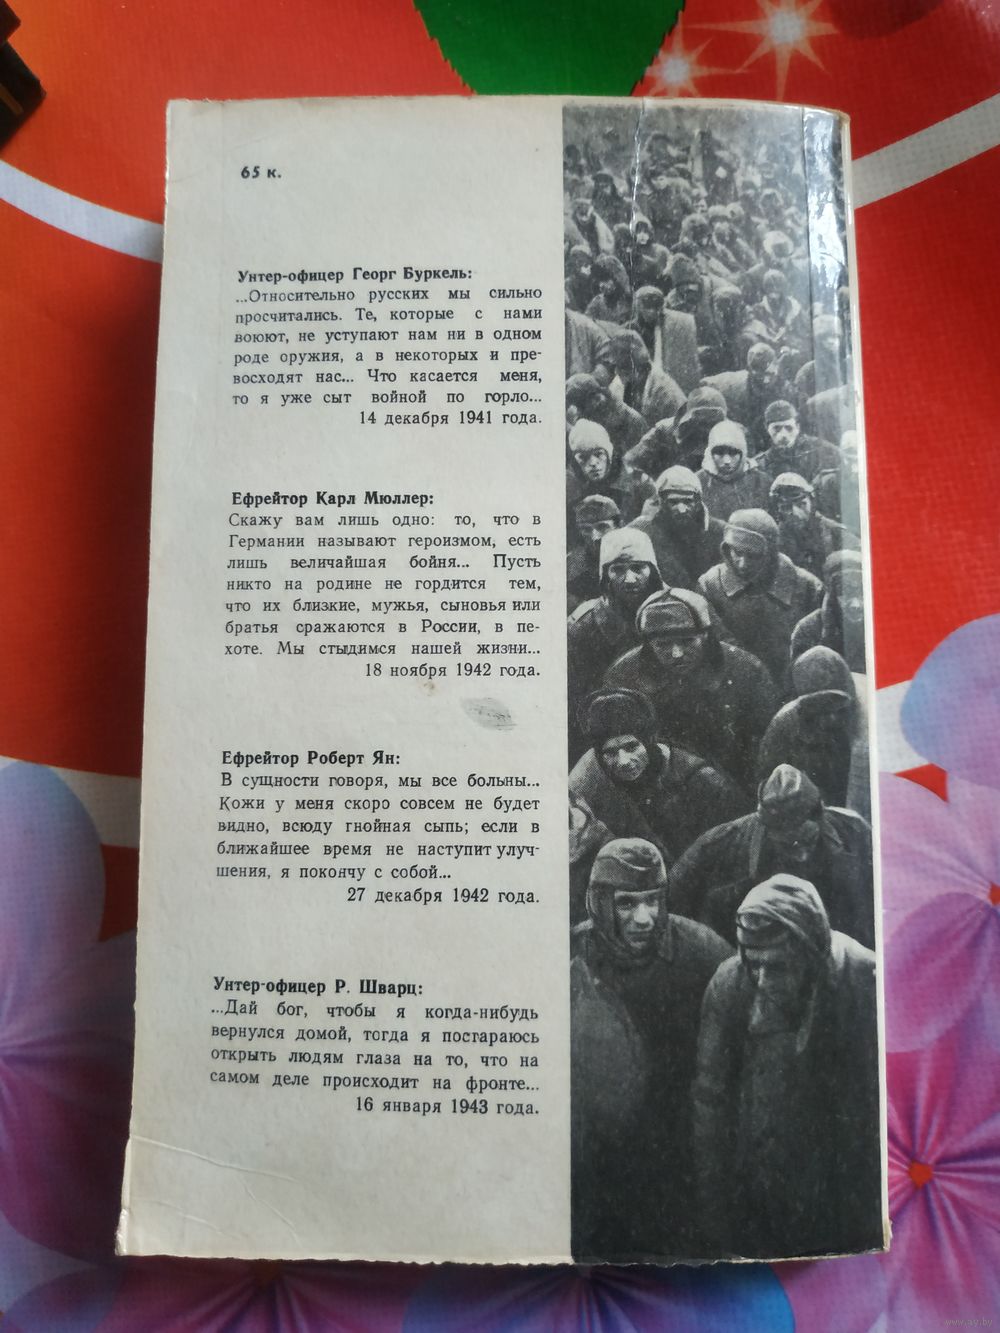 65 к.
Унтер-офицер Георг Буркель:
...Относительно русских мы сильно
просчитались. Те, которые с нами
воюют, не уступают нам ни в одном
роде оружия, а в некоторых и пре-
восходят нас... Что касается меня,
то я уже сыт войной по горло...
14 декабря 1941 года.
Ефрейтор Карл Мюллер:
Скажу вам лишь одно: то, что в
Германии называют героизмом, есть
лишь величайшая бойня... Пусть
никто на родине не гордится тем,
что их близкие, мужья, сыновья или
братья сражаются в России, в пе-
хоте. Мы стыдимся нашей жизни...
18 ноября 1942 года.
Ефрейтор Роберт Ян:
В сущности говоря, мы все больны...
Кожи у меня скоро совсем не будет
видно, всюду гнойная сыпь; если в
ближайшее время не наступит улуч-
шения, я покончу с собой...
27 декабря 1942 года.
Унтер-офицер Р. Шварц:
...Дай бог, чтобы я когда-нибудь
вернулся домой, тогда я постараюсь
открыть людям глаза на то, что на
самом деле происходит на фронте...
16 января 1943 года.
www.ay.by